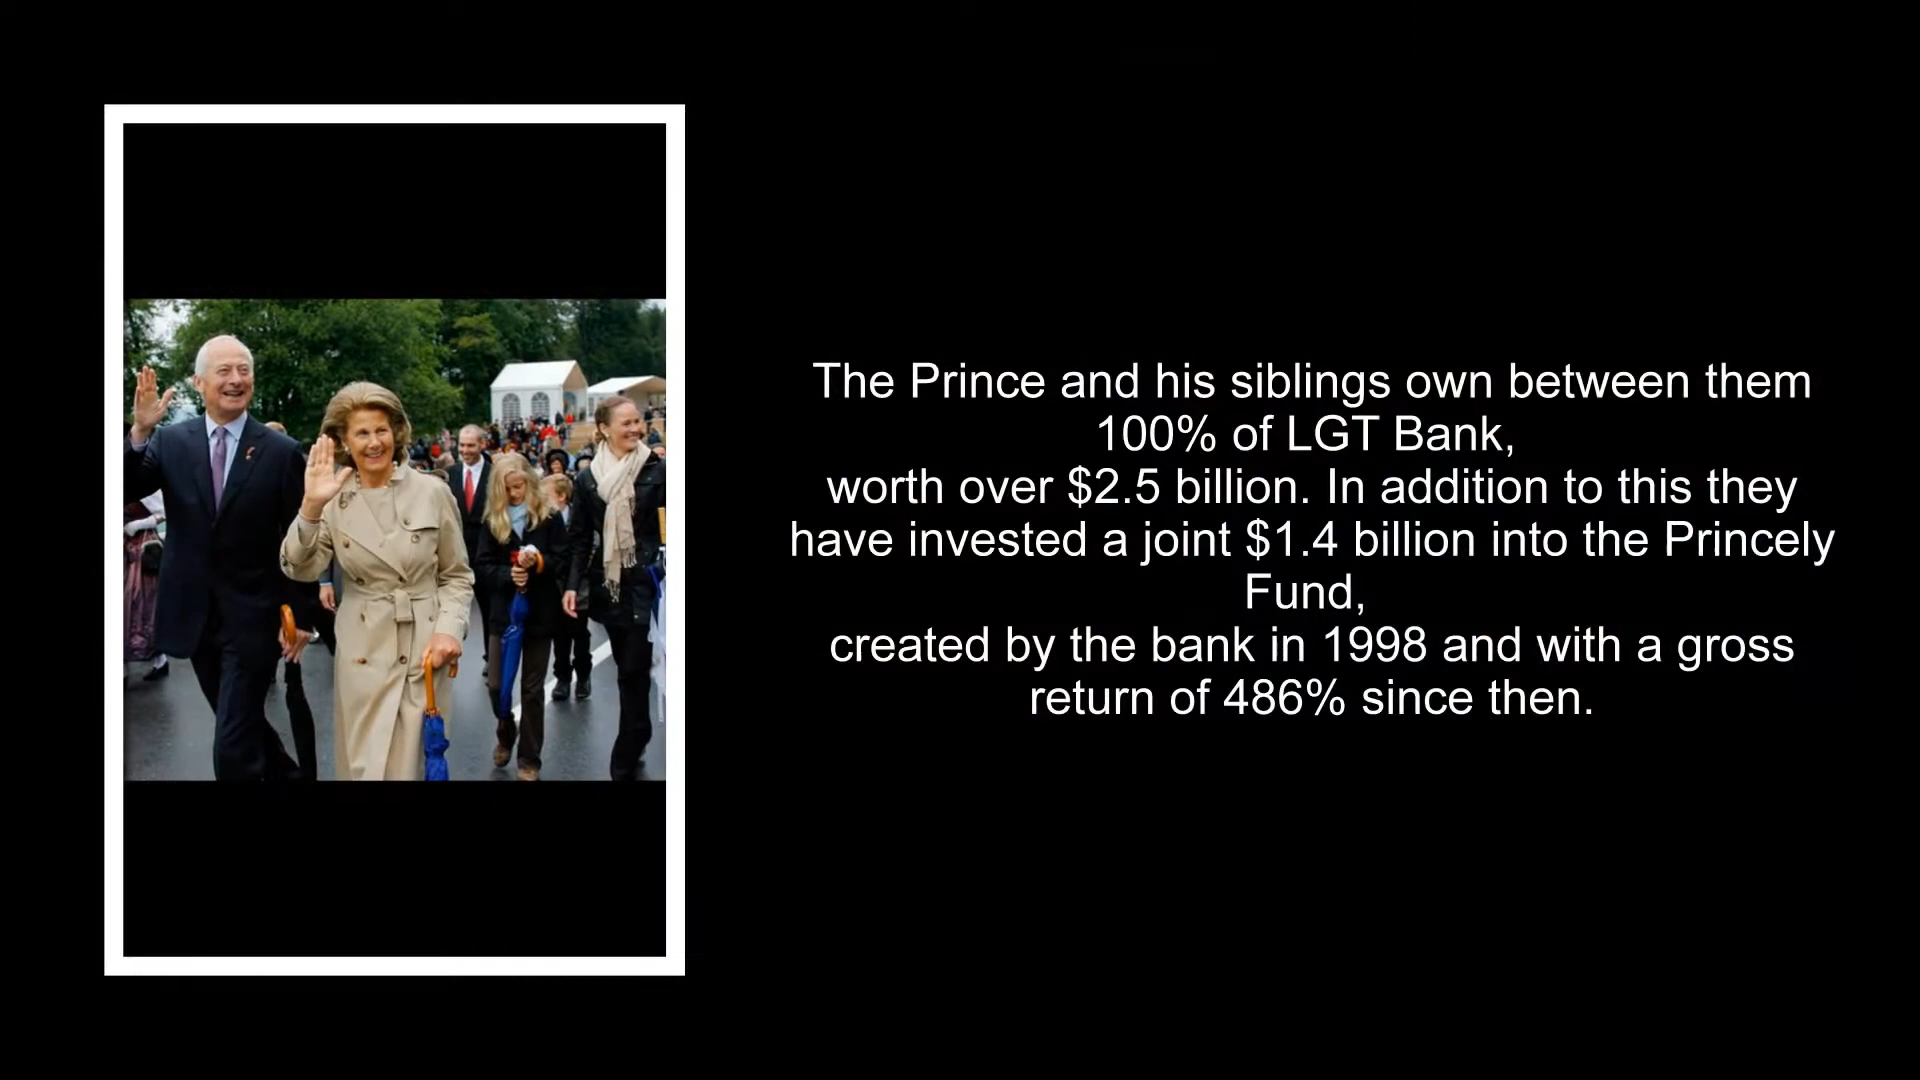 The Prince and his siblings own between them
100% of LGT Bank,
worth over $2.5 billion. In addition to this they
have invested a joint $1.4 billion into the Princely
Fund,
created by the bank in 1998 and with a gross
return of 486% since then.